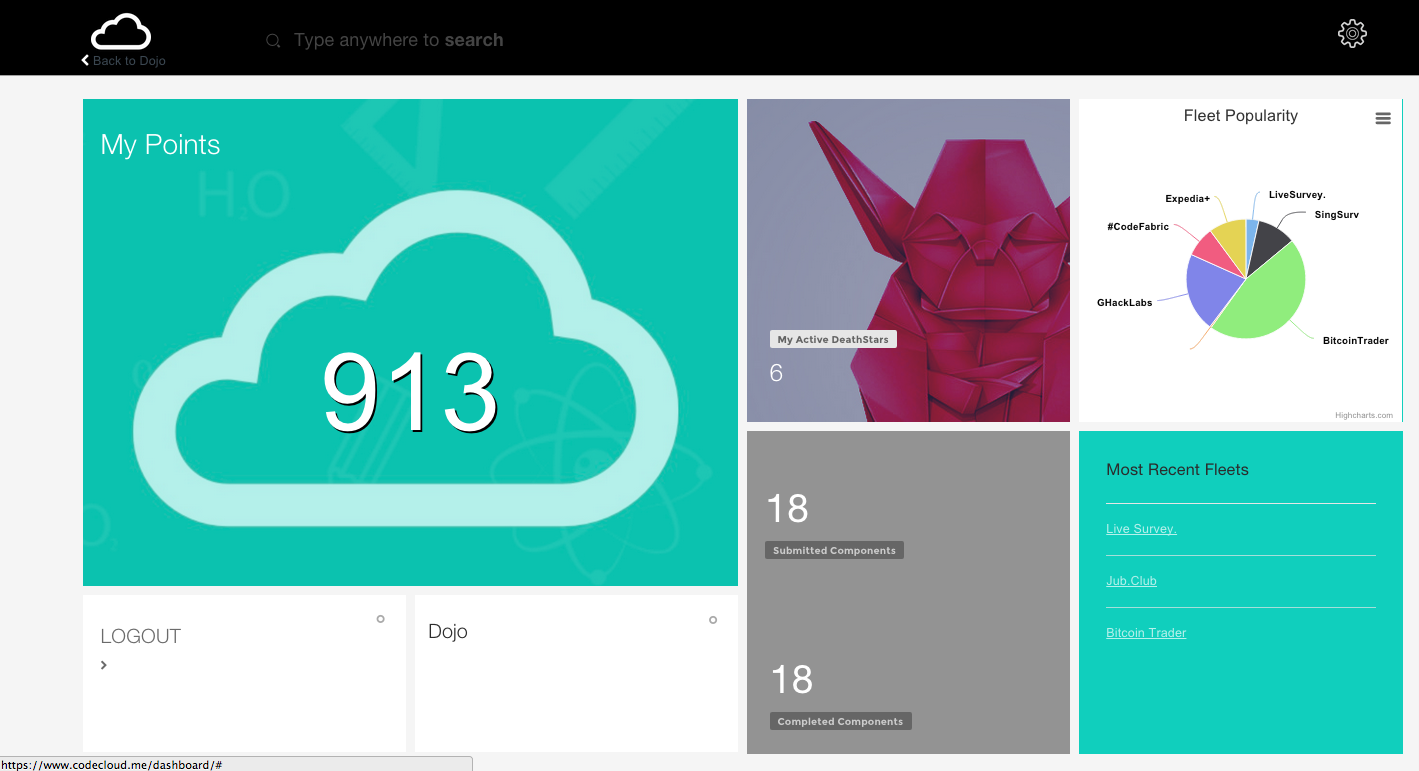 Back to Dojo
Type anywhere to search
My Points
H2O
913
My Active DeathStars
6
Fleet Popularity
Expedia+
LiveSurvey.
SingSurv
#CodeFabric
GHackLabs
BitcoinTrader
Highcharts.com
18
Submitted Components
18
Completed Components
Most Recent Fleets
Live Survey.
Jub.Club
Bitcoin Trader
LOGOUT
Dojo
https://www.codecloud.me/dashboard/#